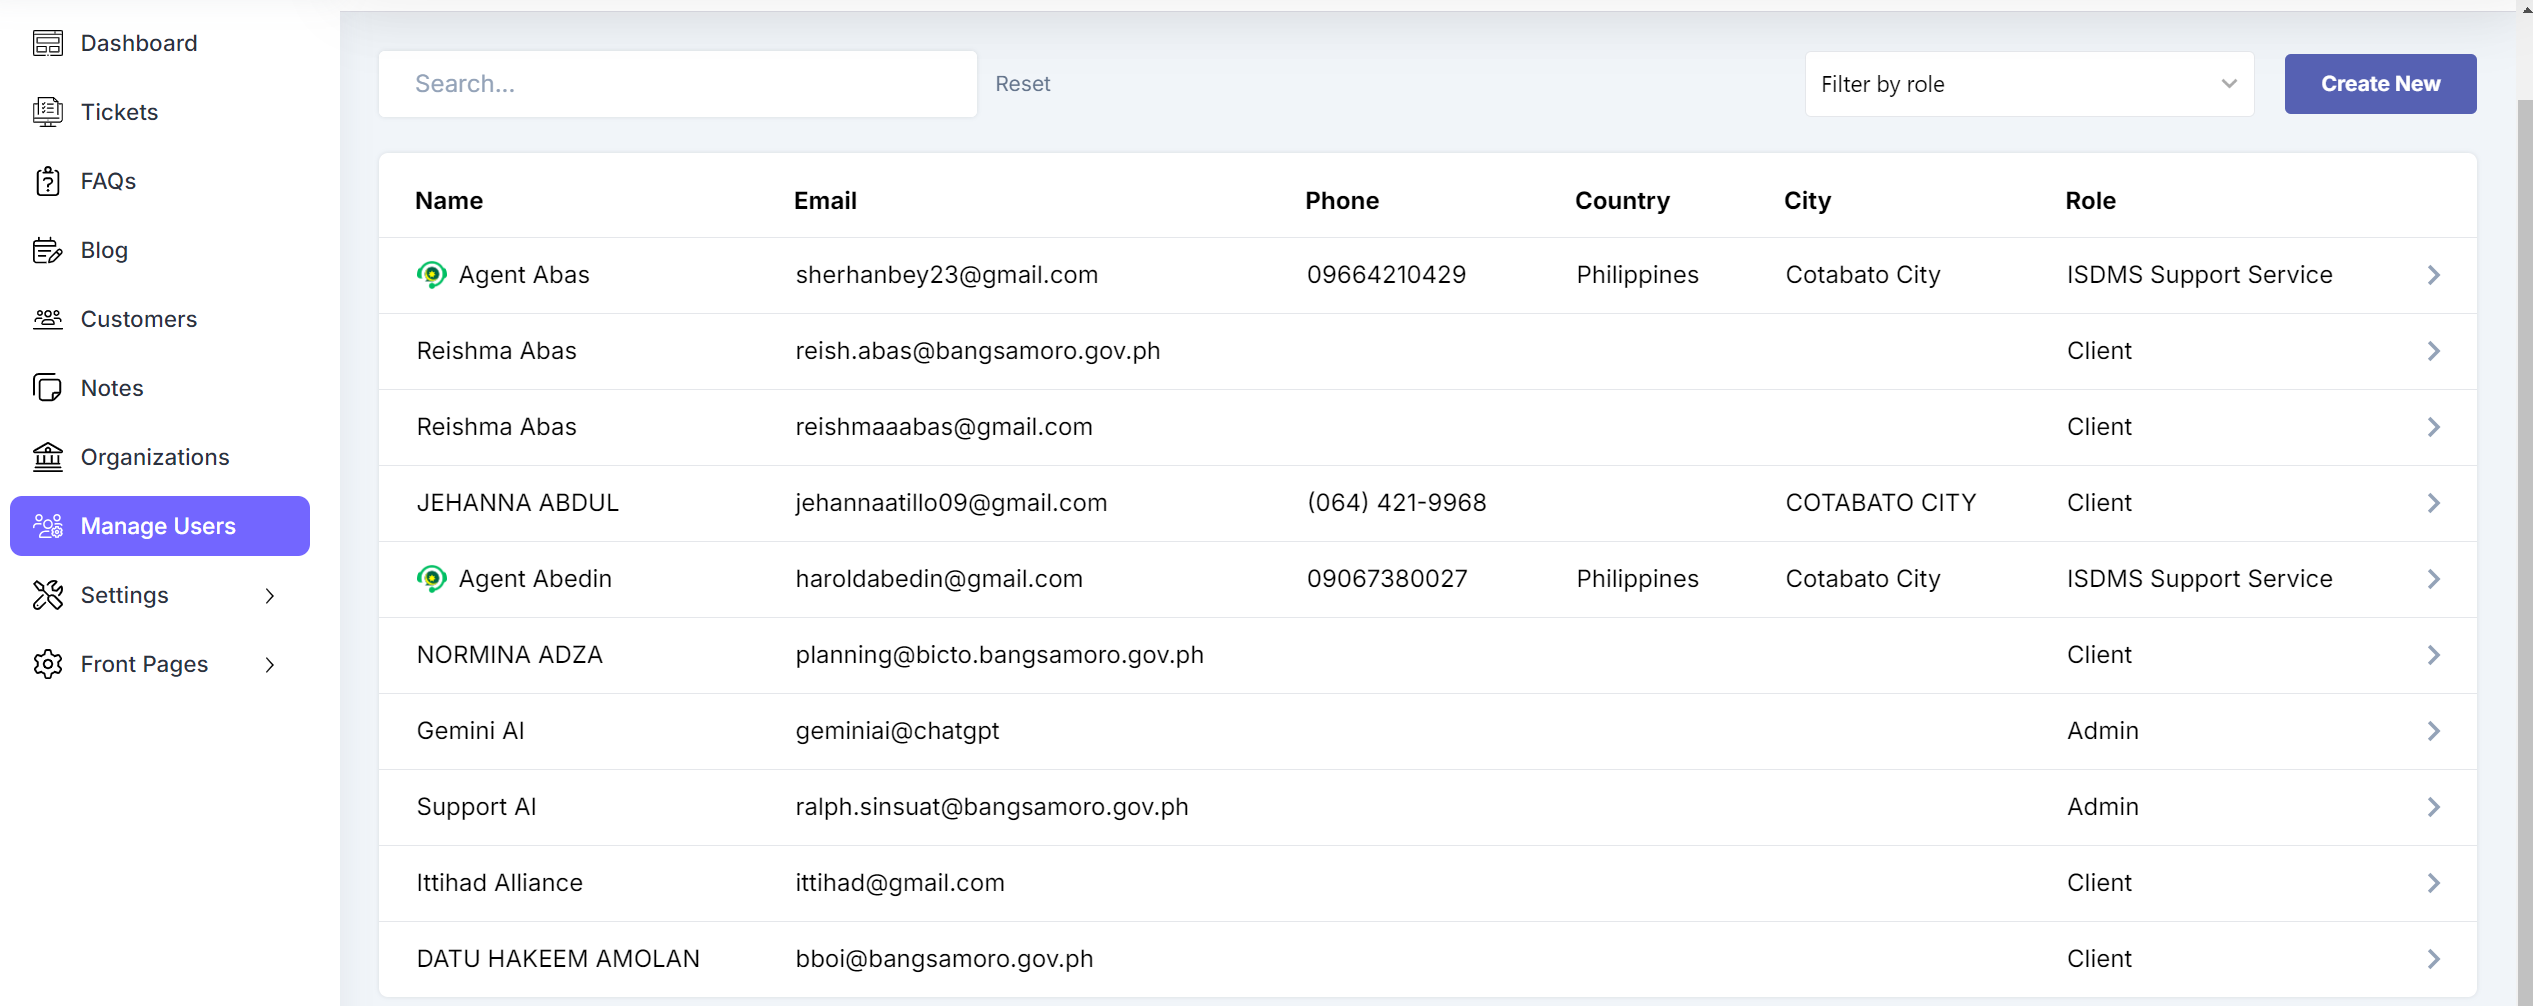 Dashboard
Tickets
FAQs
Blog
Customers
Notes
Organizations
Manage Users
Settings
Front Pages
Search...
Reset
Filter by role
Create New
Name Email Phone Country City Role
Agent Abas sherhanbey23@gmail.com 09664210429 Philippines Cotabato City ISDMS Support Service
Reishma Abas reish.abas@bangsamoro.gov.ph Client
Reishma Abas reishmaaabas@gmail.com Client
JEHANNA ABDUL jehannaatillo09@gmail.com (064) 421-9968 COTABATO CITY Client
Agent Abedin haroldabedin@gmail.com 09067380027 Philippines Cotabato City ISDMS Support Service
NORMINA ADZA planning@bicto.bangsamoro.gov.ph Client
Gemini AI geminiai@chatgpt Admin
Support AI ralph.sinsuat@bangsamoro.gov.ph Admin
Ittihad Alliance ittihad@gmail.com Client
DATU HAKEEM AMOLAN bboi@bangsamoro.gov.ph Client